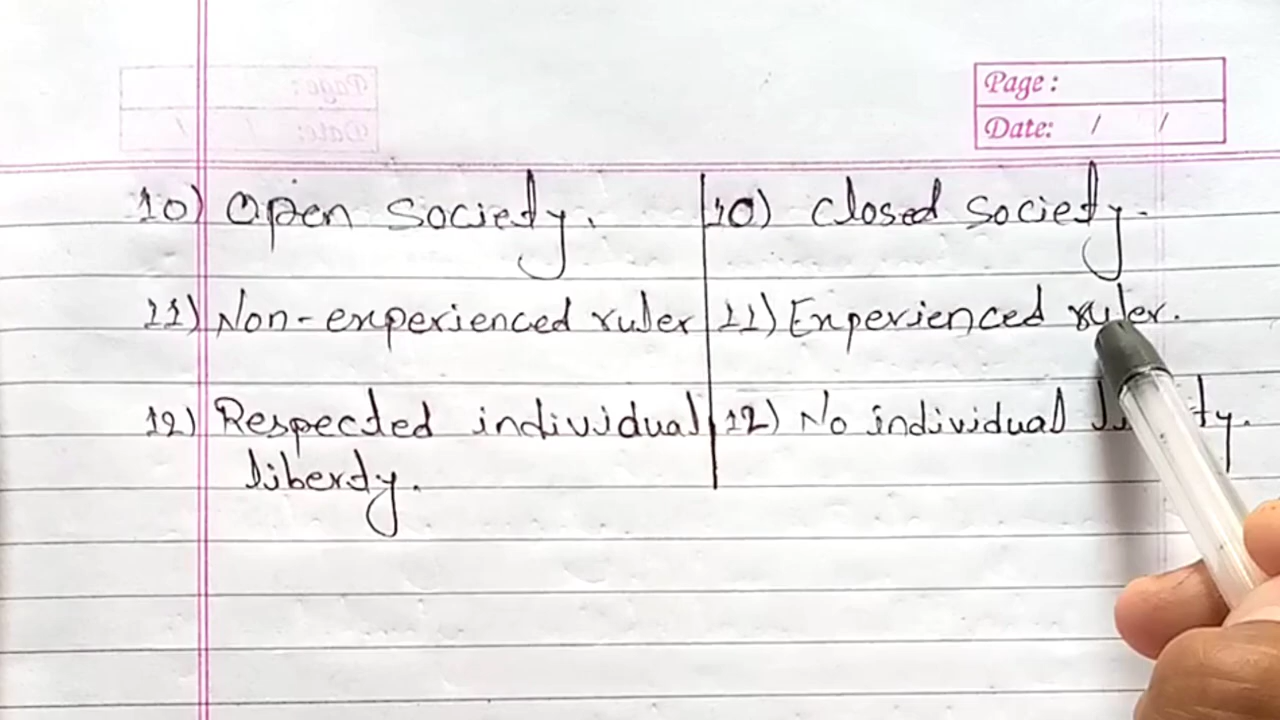 Page :
Date: / /
10) Open society. 10) Closed society.
11) Non-experienced ruler 11) Experienced ruler.
12) Respected individual 12) No individual
liberty.